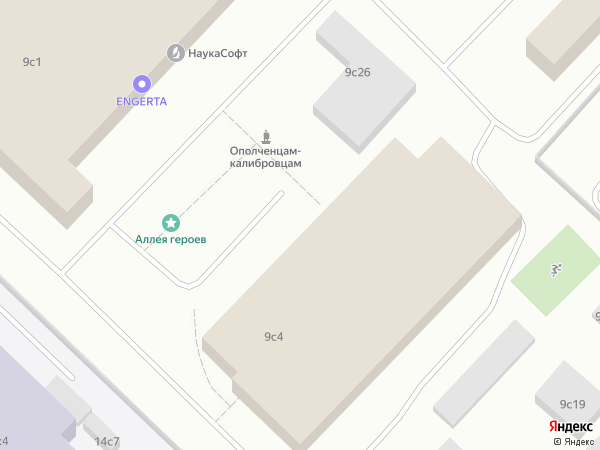 9с1
НаукаСофт
ENGERTA
9с26
Ополченцам-
калибровцам
Аллея героев
9с4
9с19
14с7
Яндекс
© Яндекс